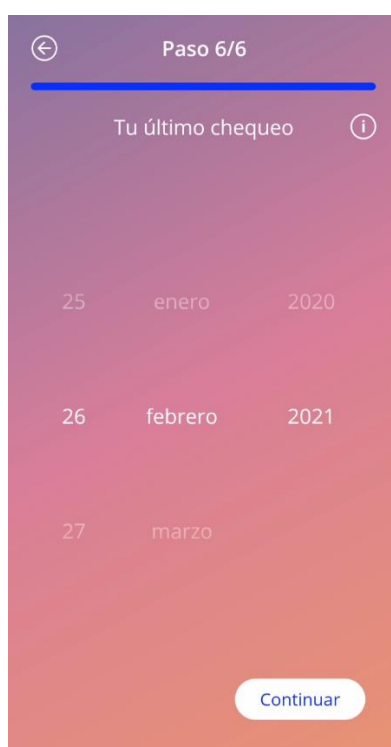 Paso 6/6
Tu último chequeo
25 enero 2020
26 febrero 2021
27 marzo
Continuar